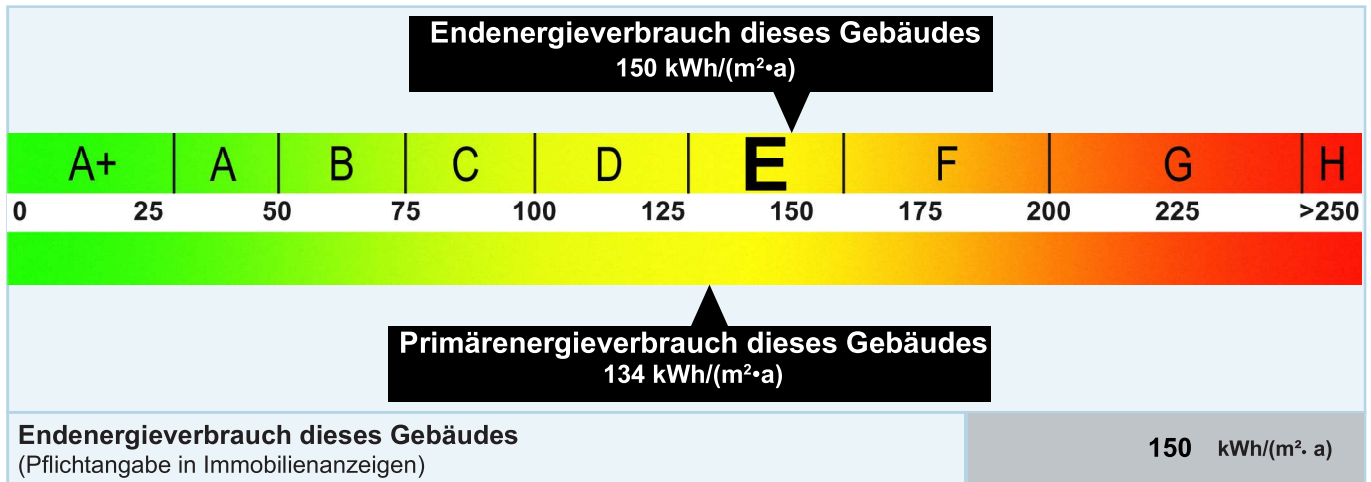 Endenergieverbrauch dieses Gebäudes
150 kWh/(m²•a)
A+ A B C D E F G H
0 25 50 75 100 125 150 175 200 225 >250
Primärenergieverbrauch dieses Gebäudes
134 kWh/(m²•a)
Endenergieverbrauch dieses Gebäudes
(Pflichtangabe in Immobilienanzeigen)
150 kWh/(m²· a)